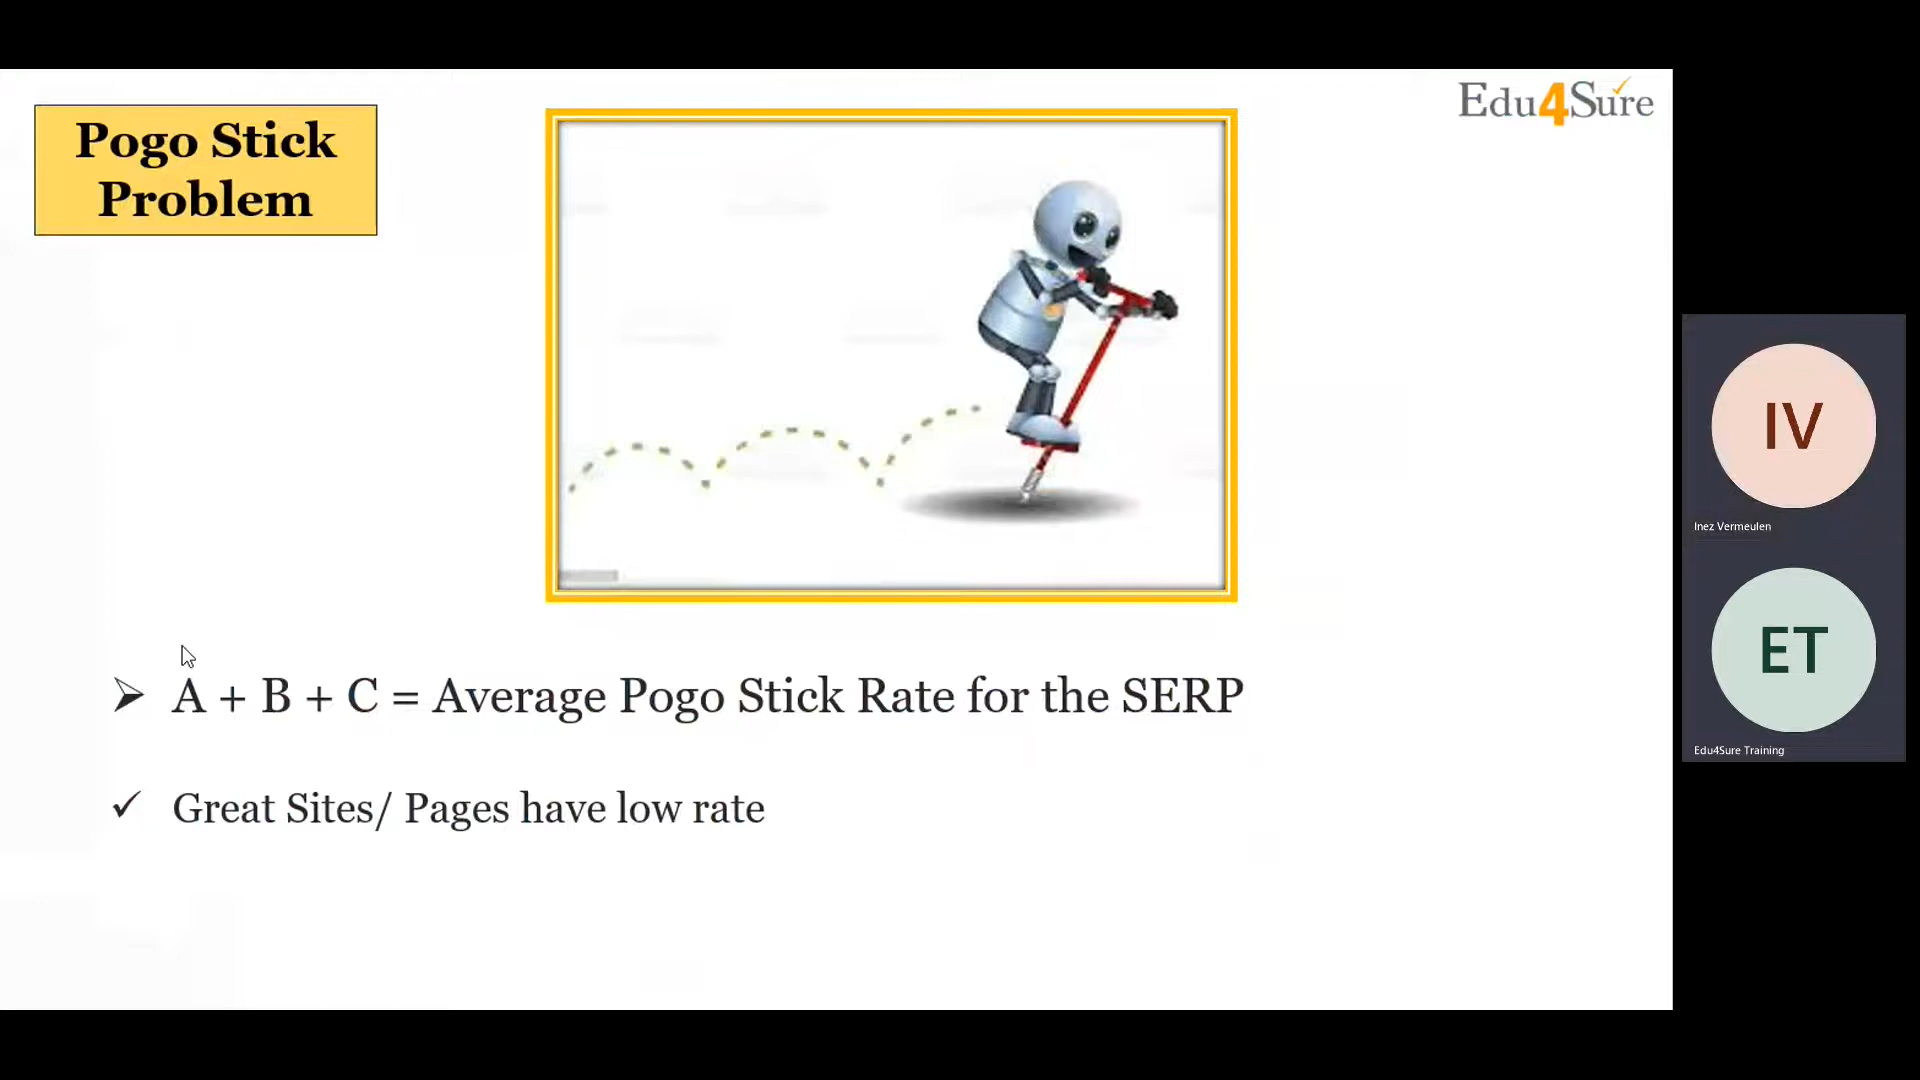 Edu4Sure
Pogo Stick
Problem
A + B + C = Average Pogo Stick Rate for the SERP
Great Sites/ Pages have low rate
IV
Inez Vermeulen
ET
Edu4Sure Training